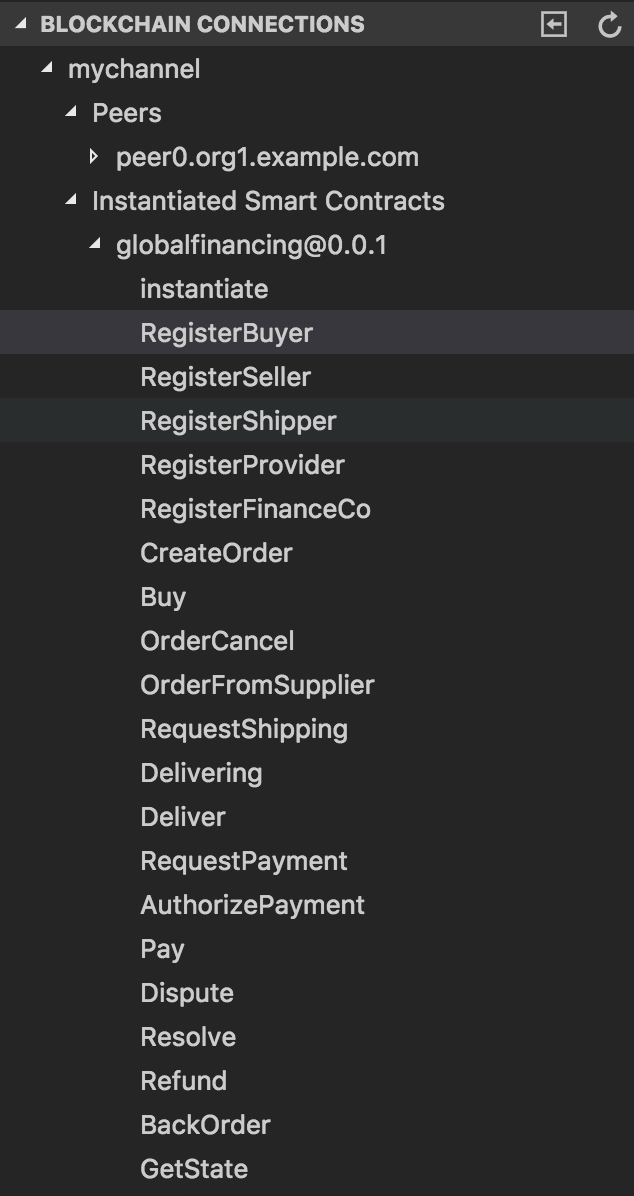 BLOCKCHAIN CONNECTIONS
mychannel
Peers
peer0.org1.example.com
Instantiated Smart Contracts
globalfinancing@0.0.1
instantiate
RegisterBuyer
RegisterSeller
RegisterShipper
RegisterProvider
RegisterFinanceCo
CreateOrder
Buy
OrderCancel
OrderFromSupplier
RequestShipping
Delivering
Deliver
RequestPayment
AuthorizePayment
Pay
Dispute
Resolve
Refund
BackOrder
GetState